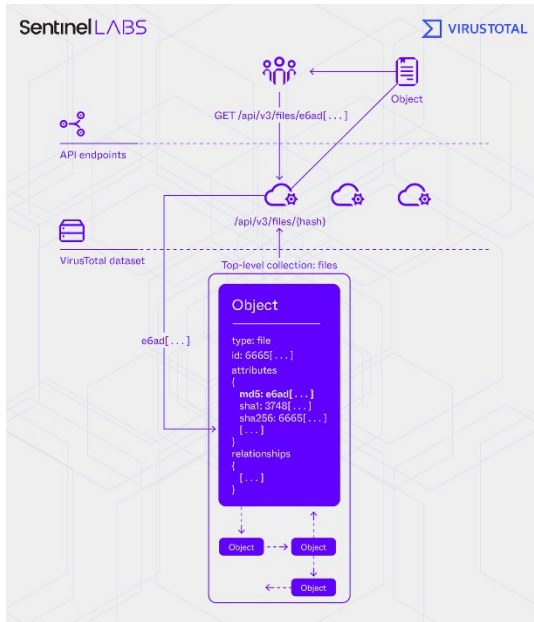 SentinelLABS
VIRUSTOTAL
Object
GET /api/v3/files/e6ad[...]
API endpoints
/api/v3/files/{hash}
VirusTotal dataset
Top-level collection: files
Object
e6ad[...]
type: file
id: 6665[...]
attributes
{
md5: e6ad[...]
sha1: 3748[...]
sha256: 6665[...]
[...]
}
relationships
{
[...]
}
Object
Object
Object